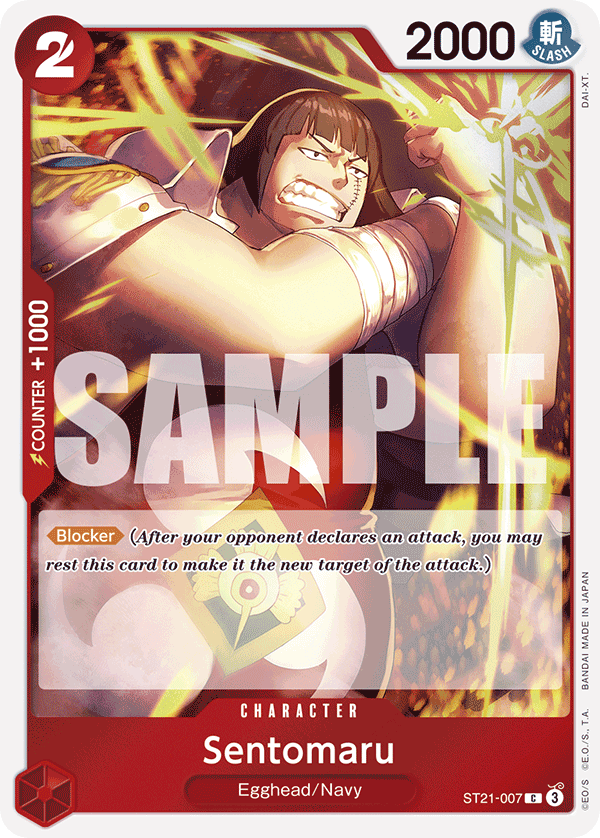 2
2000
斬
SLASH
DAI-XT.
COUNTER +1000
SAMPLE
Blocker (After your opponent declares an attack, you may
rest this card to make it the new target of the attack.)
CHARACTER
Sentomaru
Egghead/Navy
ST21-007 C 3
©EO/S ©E.O./S., T.A. BANDAI MADE IN JAPAN